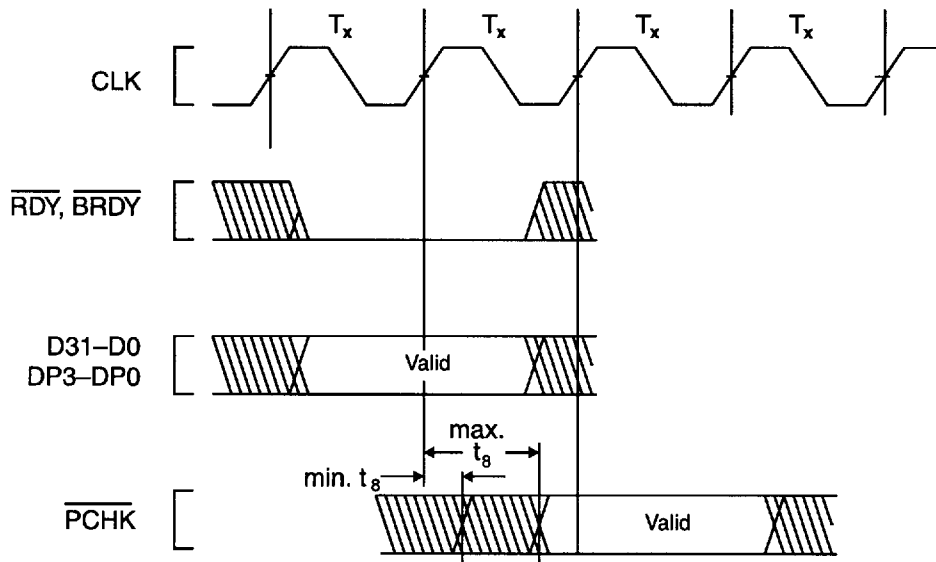 Tₓ Tₓ Tₓ Tₓ
CLK
RDY, BRDY
D31–D0
DP3–DP0
Valid
max.
t₈
min. t₈
PCHK
Valid